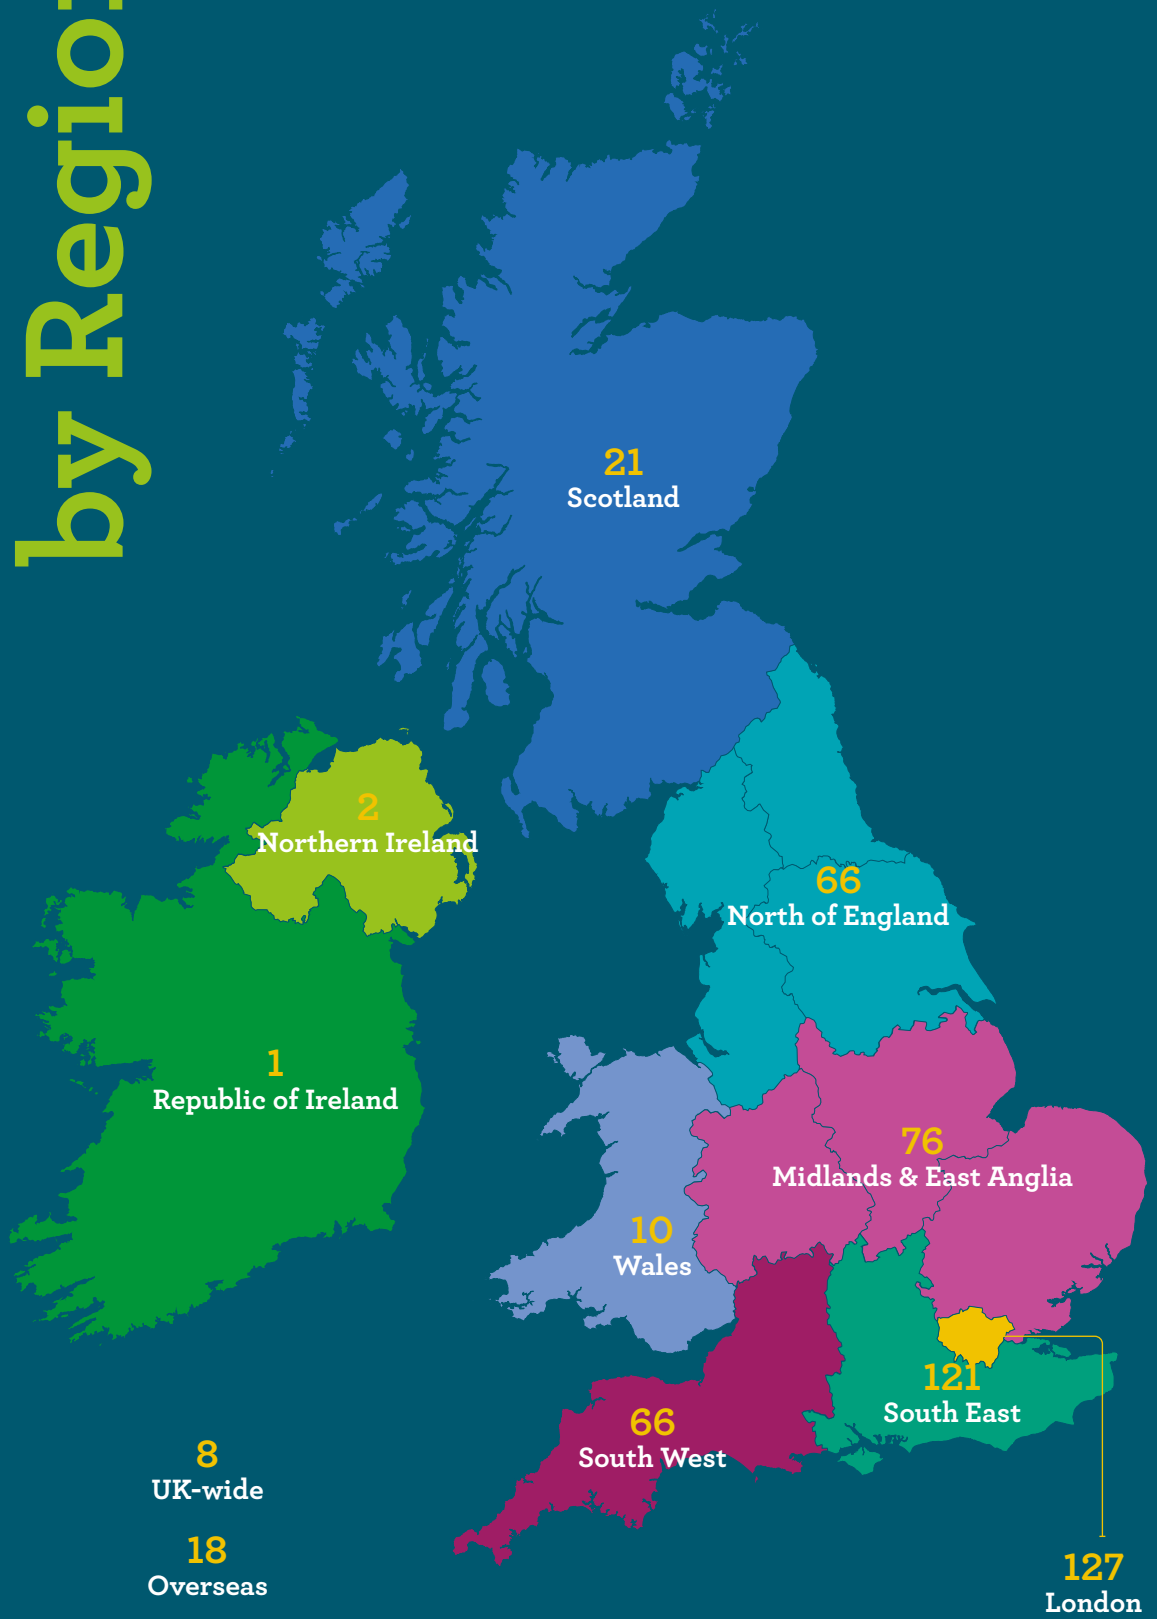 by
21
Scotland
2
Northern Ireland
66
North of England
1
Republic of Ireland
76
Midlands & East Anglia
10
Wales
121
South East
66
South West
8
UK-wide
18
Overseas
127
London